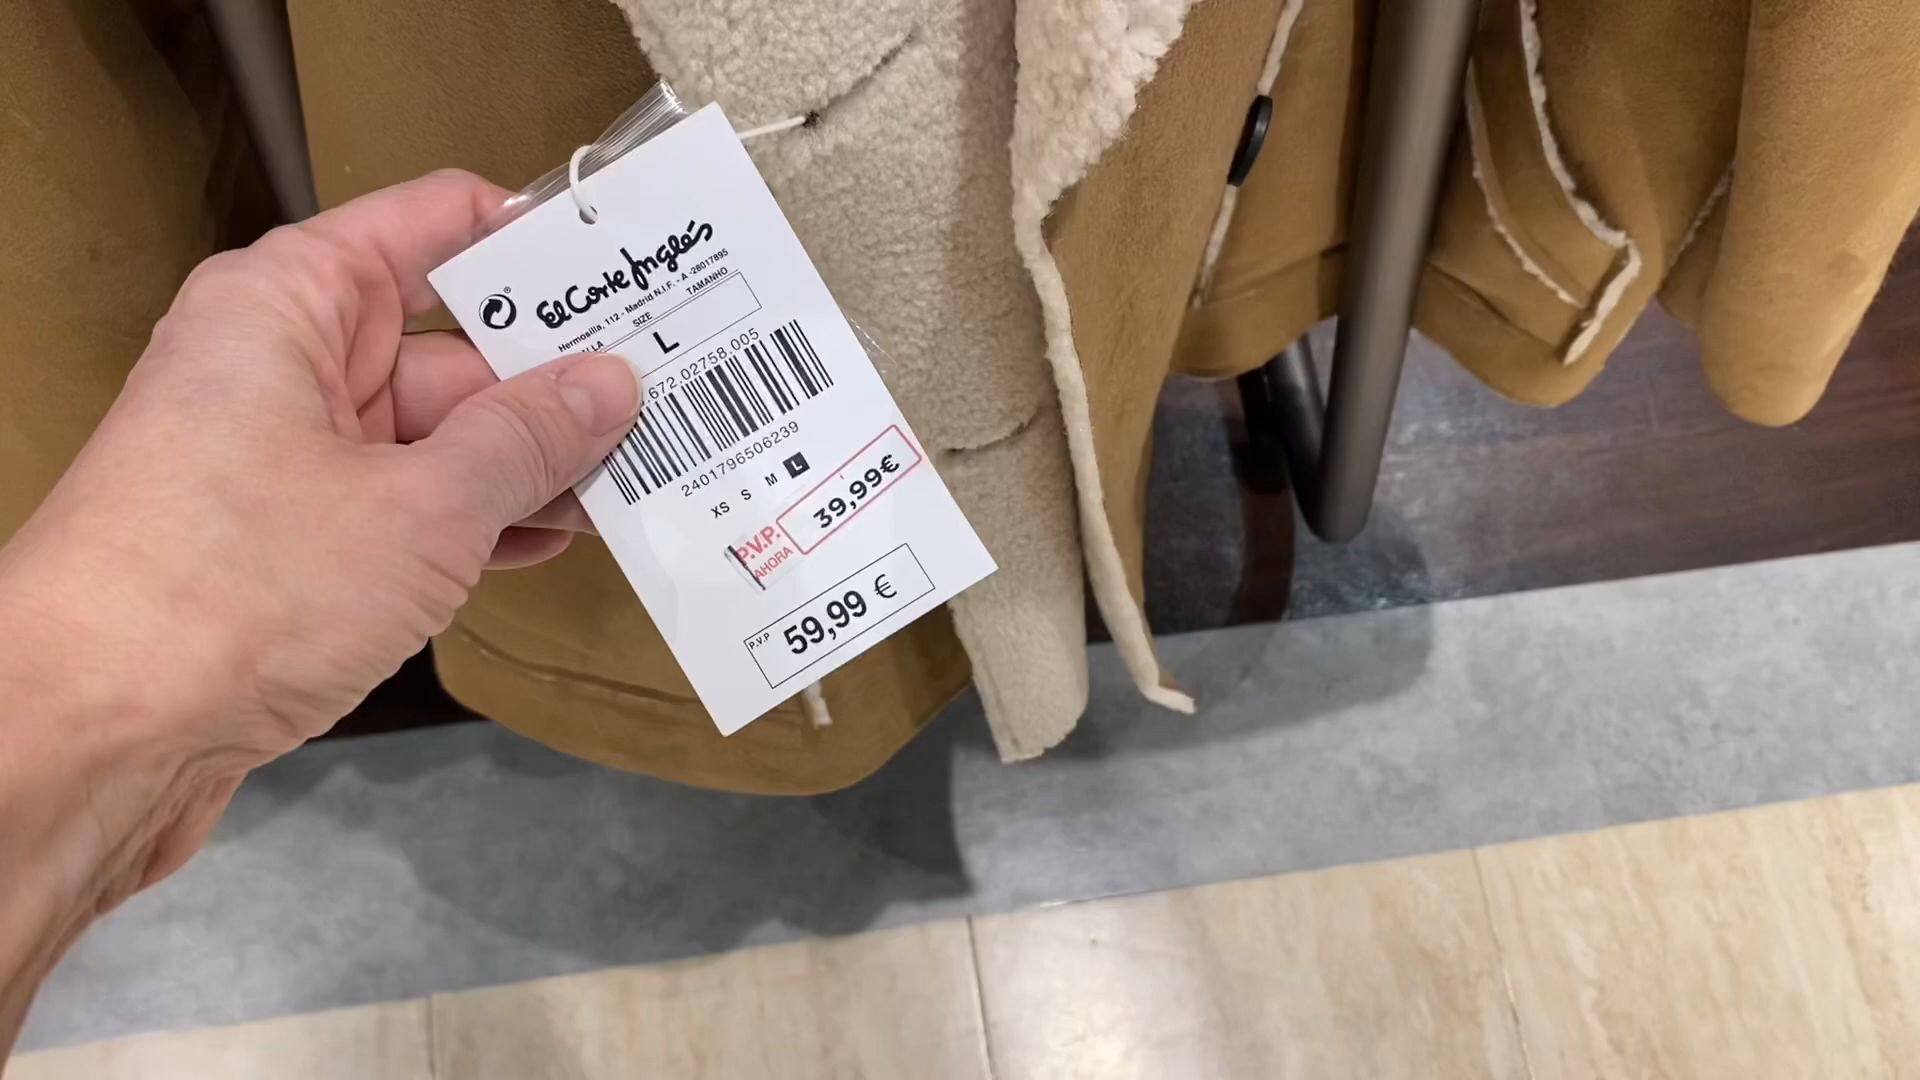 El Corte Inglés
Hermosilla, 112 - Madrid N.I.F. - A -28017895
SIZE TAMANHO
L
672.02758.005
2401796506239
XS S M L
P.V.P. AHORA 39,99€
P.V.P 59,99 €